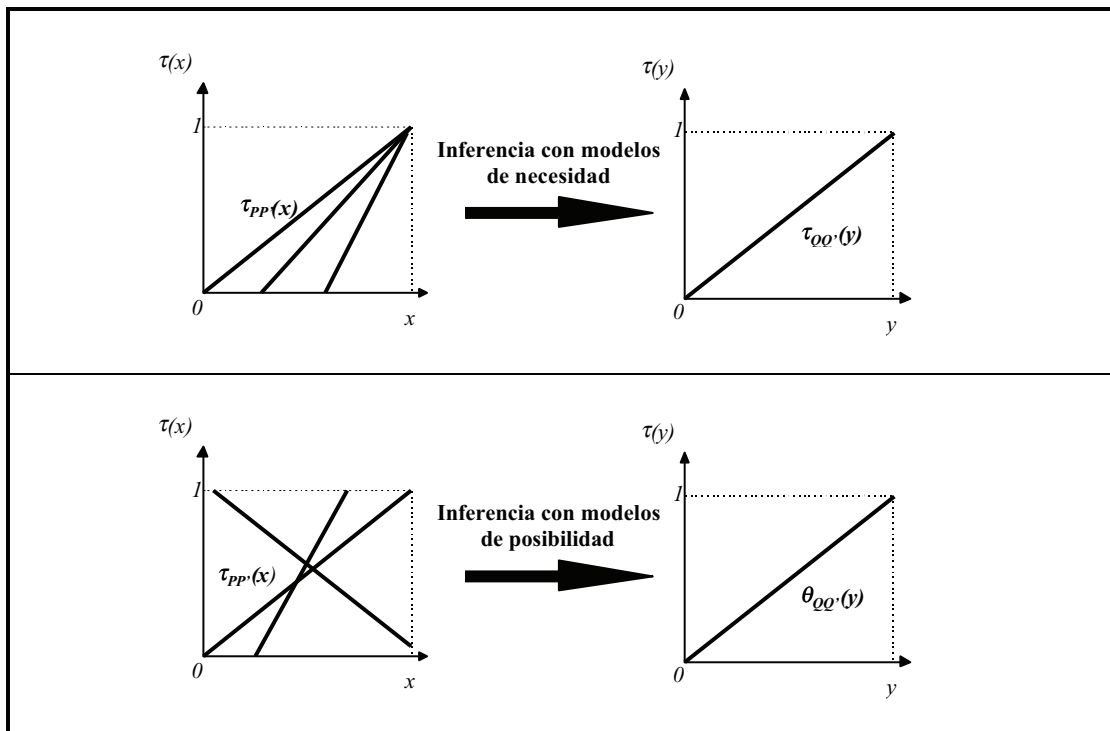 τ(x)
1
τPP'(x)
0
x
Inferencia con modelos
de necesidad
τ(y)
1
τQQ'(y)
0
y
τ(x)
1
τPP'(x)
0
x
Inferencia con modelos
de posibilidad
τ(y)
1
θQQ'(y)
0
y